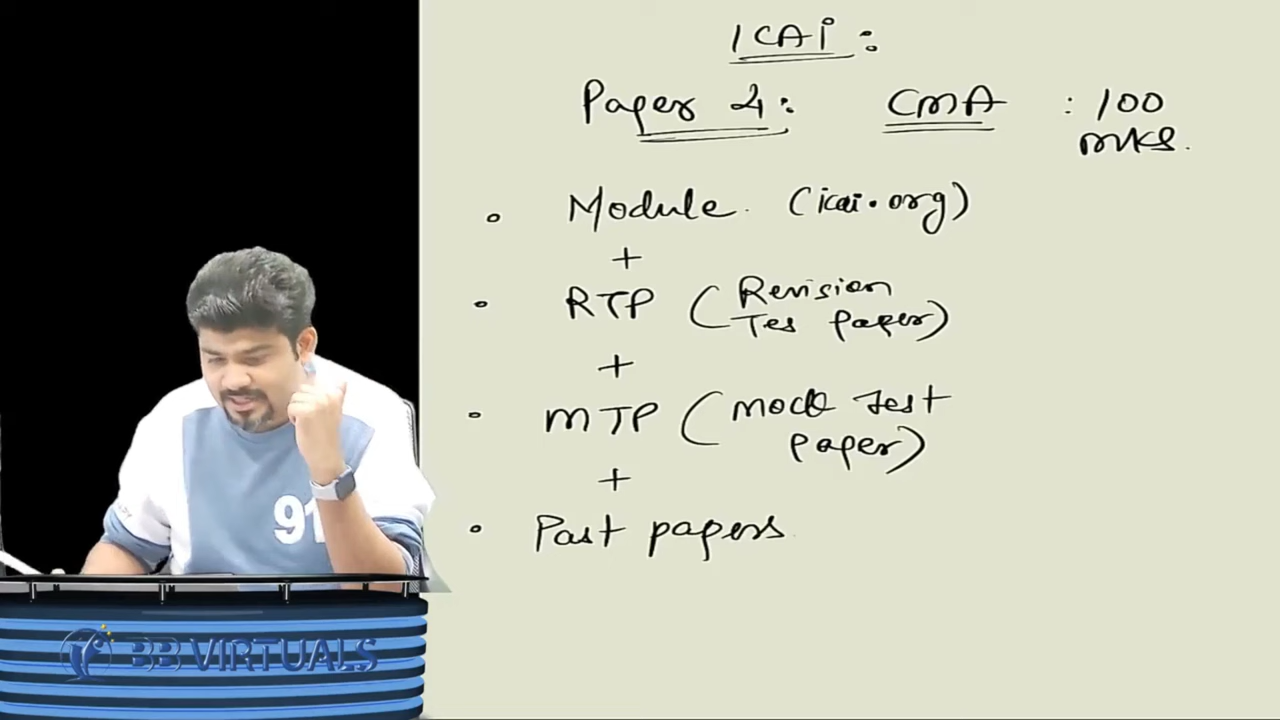 ICAI :
Paper 4 : CMA : 100
mks.
• Module. (icai.org)
+
• RTP (Revision
Tes paper)
+
• MTP (Mock Test
paper)
+
• Past papers
91
BB VIRTUALS